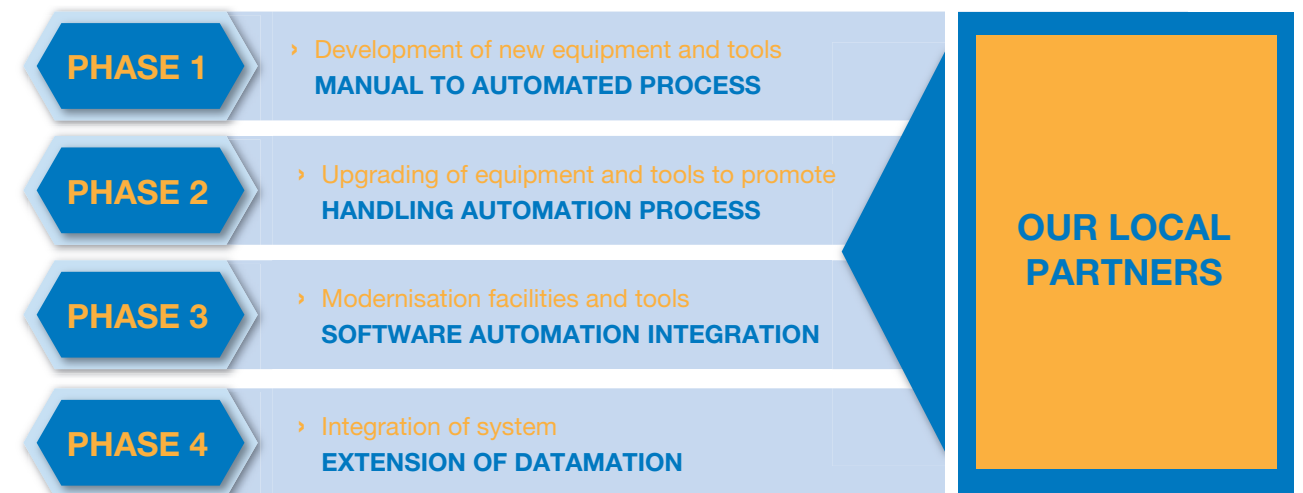 PHASE 1
› Development of new equipment and tools
MANUAL TO AUTOMATED PROCESS
PHASE 2
› Upgrading of equipment and tools to promote
HANDLING AUTOMATION PROCESS
PHASE 3
› Modernisation facilities and tools
SOFTWARE AUTOMATION INTEGRATION
PHASE 4
› Integration of system
EXTENSION OF DATAMATION
OUR LOCAL
PARTNERS